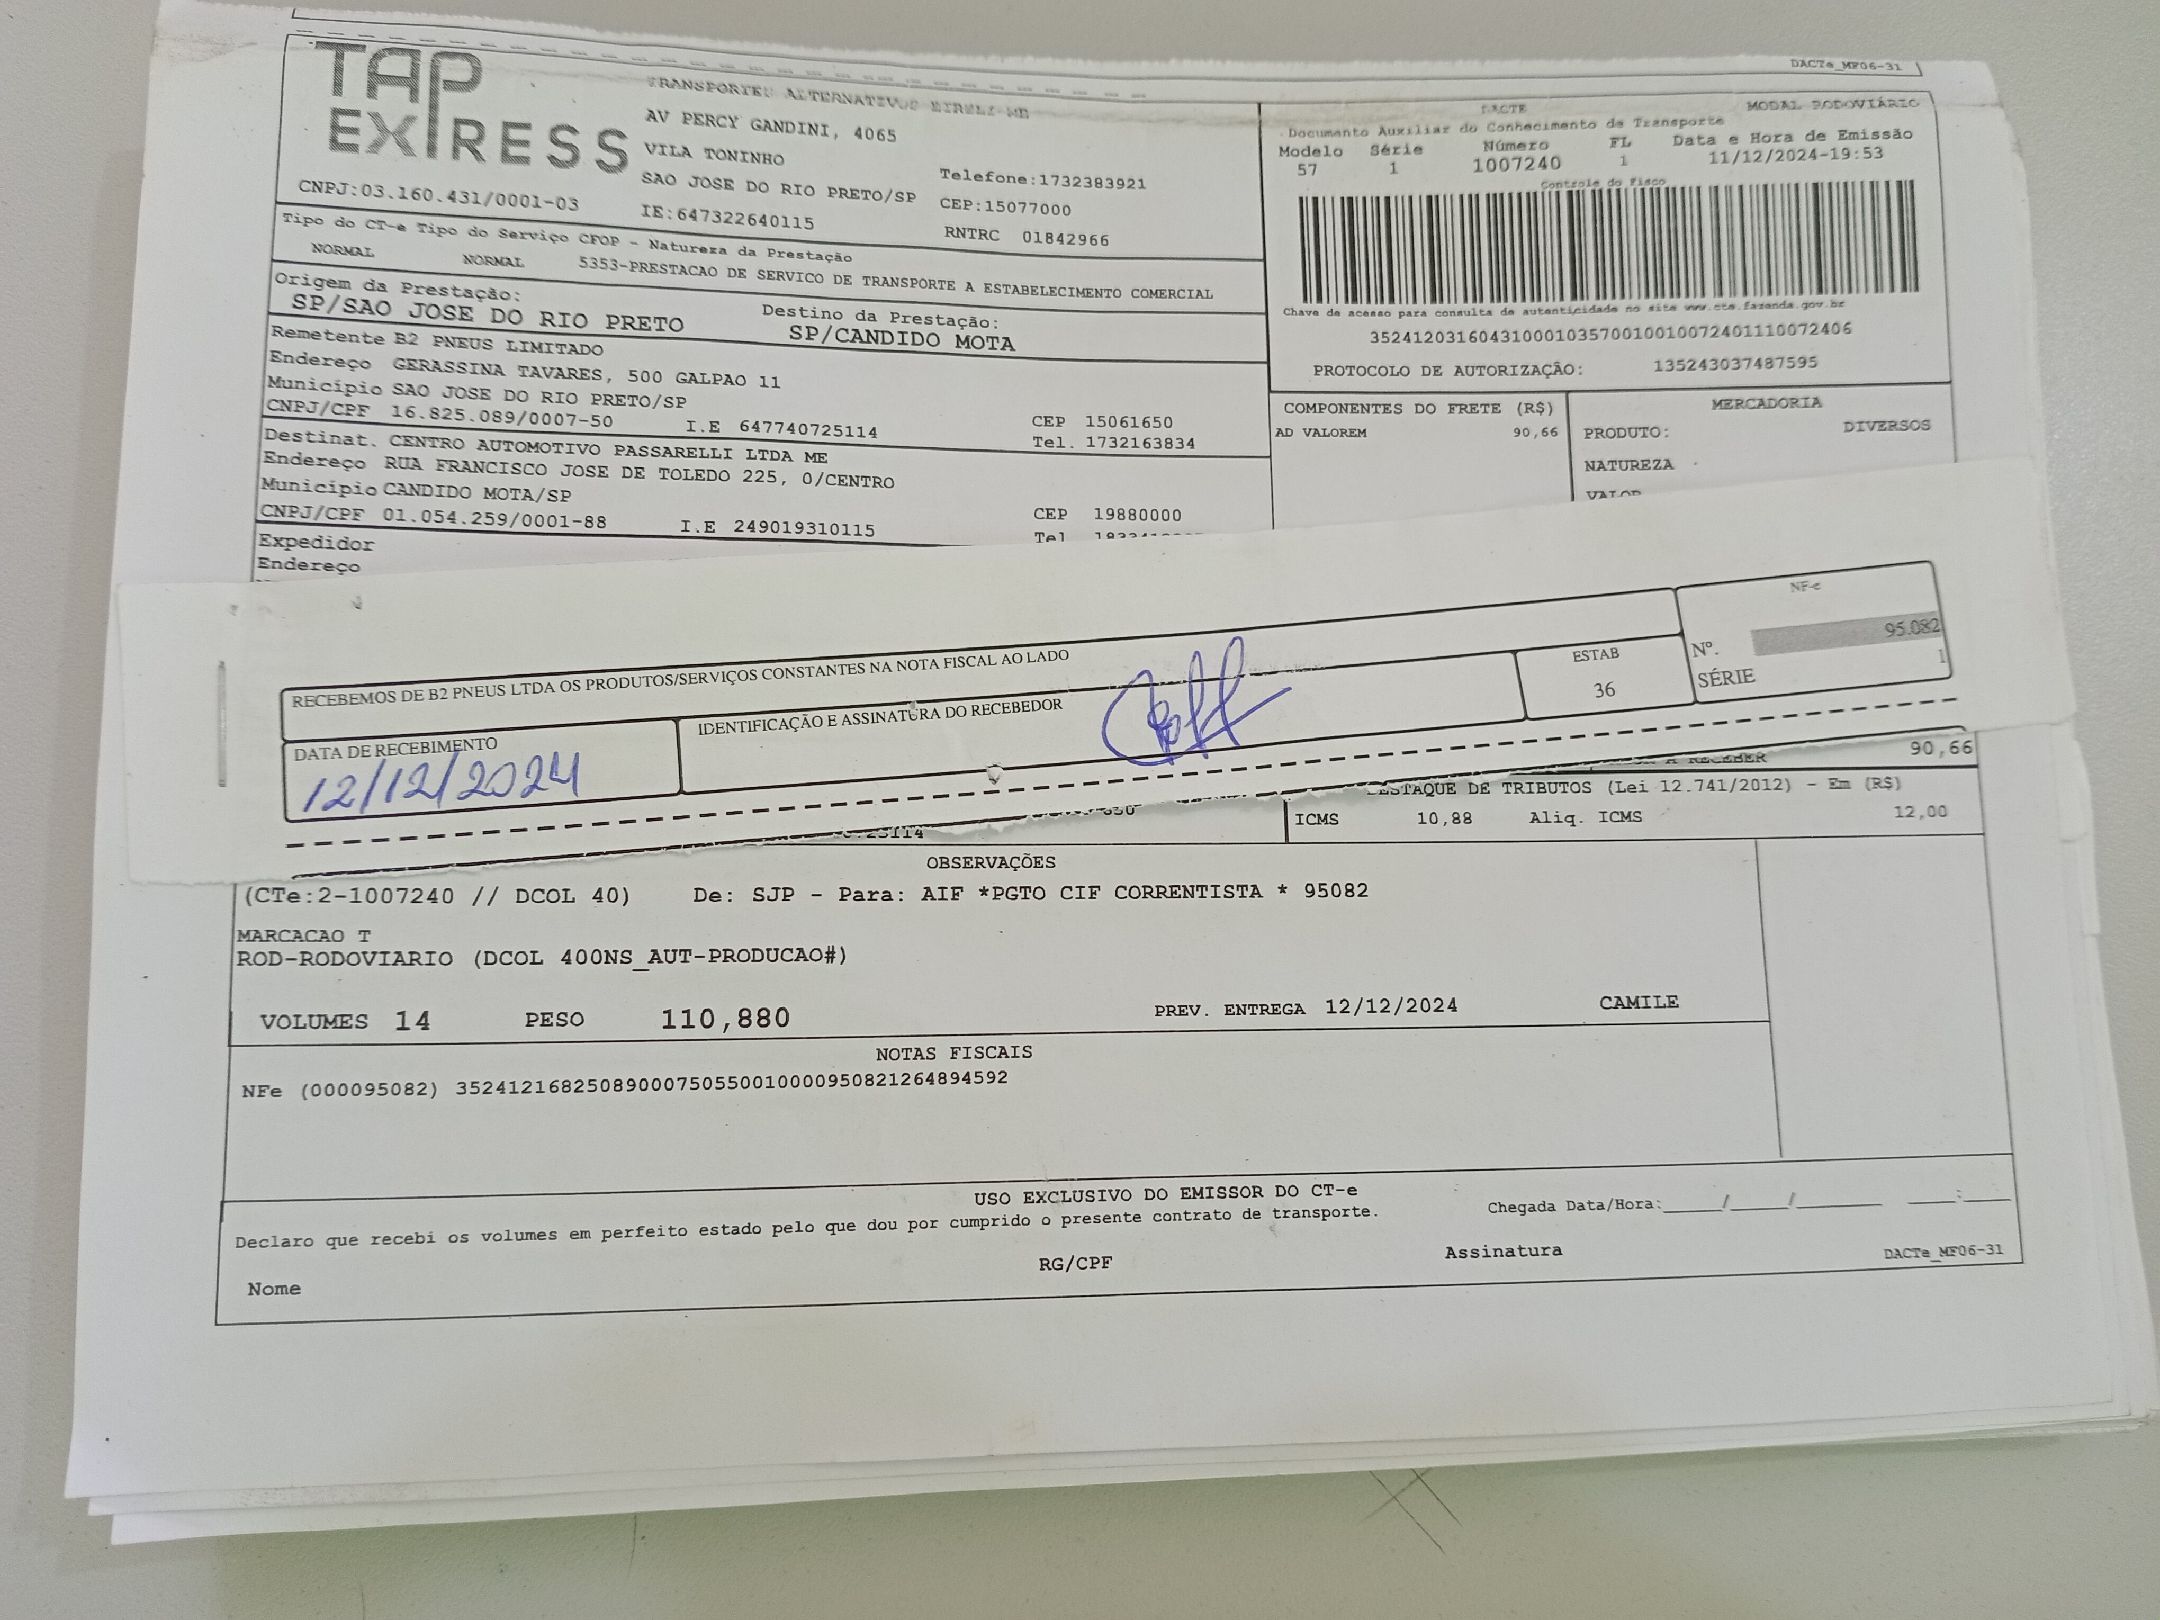 DACTe_MF06-31
TAP EXPRESS
TRANSPORTES ALTERNATIVOS EIRELI-ME
AV PERCY GANDINI, 4065
VILA TONINHO
SAO JOSE DO RIO PRETO/SP
IE:647322640115
Telefone:1732383921
CEP:15077000
RNTRC 01842966
CNPJ:03.160.431/0001-03
DACTE
MODAL RODOVIÁRIO
Documento Auxiliar do Conhecimento de Transporte
Modelo Série Número FL Data e Hora de Emissão
57 1 1007240 1 11/12/2024-19:53
Controle do Fisco
Chave de acesso para consulta de autenticidade no site www.cte.fazenda.gov.br
35241203160431000103570010010072401110072406
PROTOCOLO DE AUTORIZAÇÃO: 135243037487595
Tipo do CT-e Tipo do Serviço CFOP - Natureza da Prestação
NORMAL NORMAL 5353-PRESTACAO DE SERVICO DE TRANSPORTE A ESTABELECIMENTO COMERCIAL
Origem da Prestação: Destino da Prestação:
SP/SAO JOSE DO RIO PRETO SP/CANDIDO MOTA
Remetente B2 PNEUS LIMITADO
Endereço GERASSINA TAVARES, 500 GALPAO 11
Município SAO JOSE DO RIO PRETO/SP CEP 15061650
CNPJ/CPF 16.825.089/0007-50 I.E 647740725114 Tel. 1732163834
Destinat. CENTRO AUTOMOTIVO PASSARELLI LTDA ME
Endereço RUA FRANCISCO JOSE DE TOLEDO 225, 0/CENTRO
Município CANDIDO MOTA/SP CEP 19880000
CNPJ/CPF 01.054.259/0001-88 I.E 249019310115 Tel
Expedidor
Endereço
COMPONENTES DO FRETE (R$)
AD VALOREM 90,66
MERCADORIA
PRODUTO: DIVERSOS
NATUREZA
VALOR
RECEBEMOS DE B2 PNEUS LTDA OS PRODUTOS/SERVIÇOS CONSTANTES NA NOTA FISCAL AO LADO
DATA DE RECEBIMENTO
12/12/2024
IDENTIFICAÇÃO E ASSINATURA DO RECEBEDOR
ESTAB
36
NF-e
Nº. 95.082
SÉRIE 1
A RECEBER 90,66
DESTAQUE DE TRIBUTOS (Lei 12.741/2012) - Em (R$)
ICMS 10,88 Aliq. ICMS 12,00
OBSERVAÇÕES
(CTe:2-1007240 // DCOL 40) De: SJP - Para: AIF *PGTO CIF CORRENTISTA * 95082
MARCACAO T
ROD-RODOVIARIO (DCOL 400NS_AUT-PRODUCAO#)
VOLUMES 14 PESO 110,880 PREV. ENTREGA 12/12/2024 CAMILE
NOTAS FISCAIS
NFe (000095082) 35241216825089000750550010000950821264894592
USO EXCLUSIVO DO EMISSOR DO CT-e
Declaro que recebi os volumes em perfeito estado pelo que dou por cumprido o presente contrato de transporte.
Chegada Data/Hora:_____/_____/_______ ____:____
Nome RG/CPF Assinatura DACTe_MF06-31